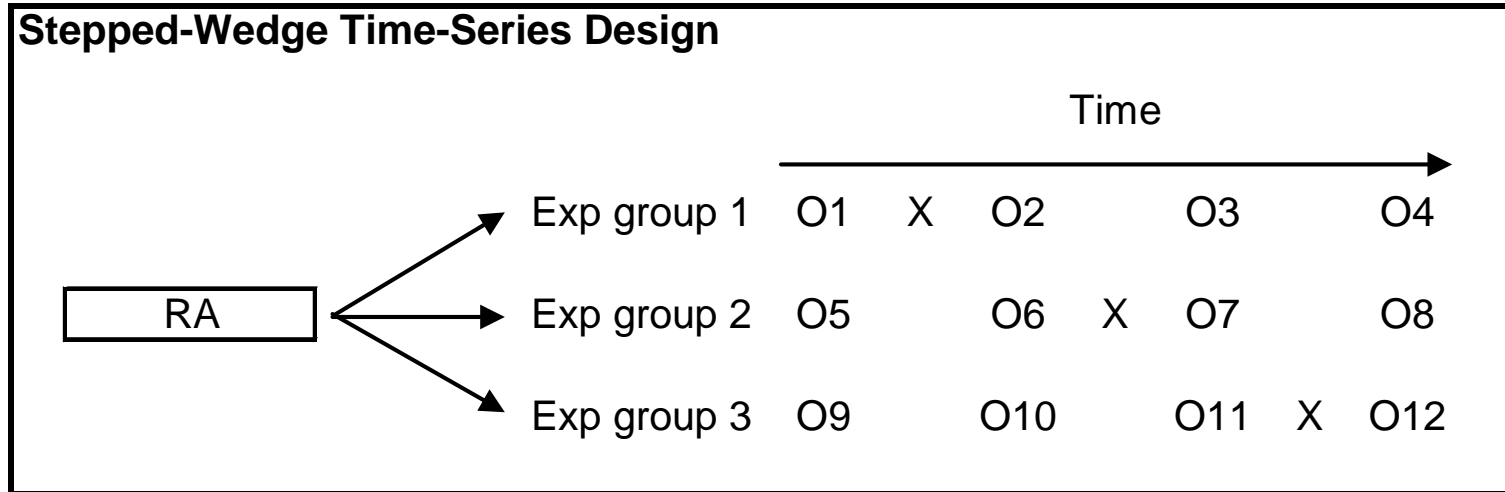 Stepped-Wedge Time-Series Design
Time
Exp group 1 O1 X O2 O3 O4
RA Exp group 2 O5 O6 X O7 O8
Exp group 3 O9 O10 O11 X O12